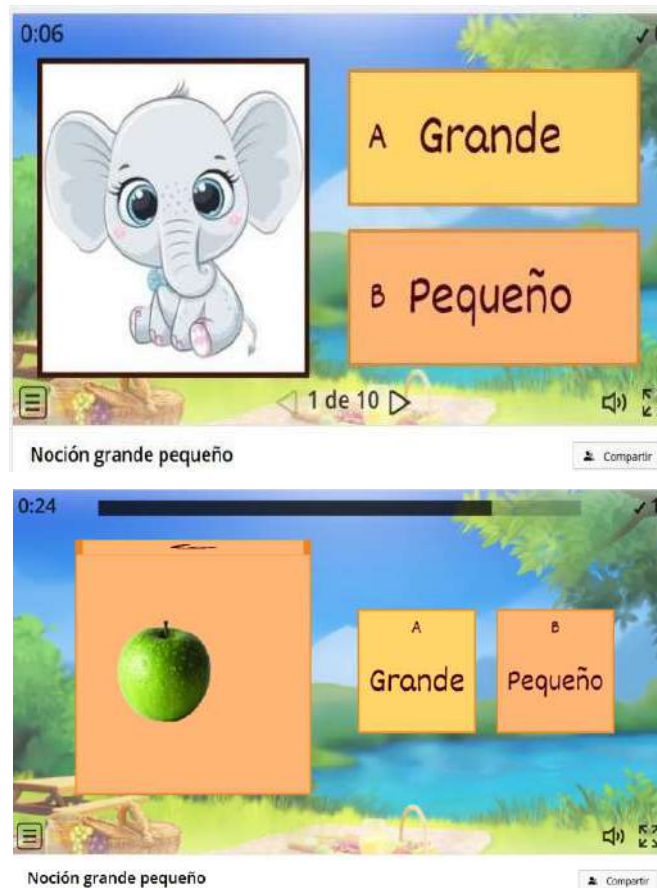 0:06
A Grande
B Pequeño
1 de 10
Noción grande pequeño
Compartir
0:24
A
Grande
B
Pequeño
Noción grande pequeño
Compartir